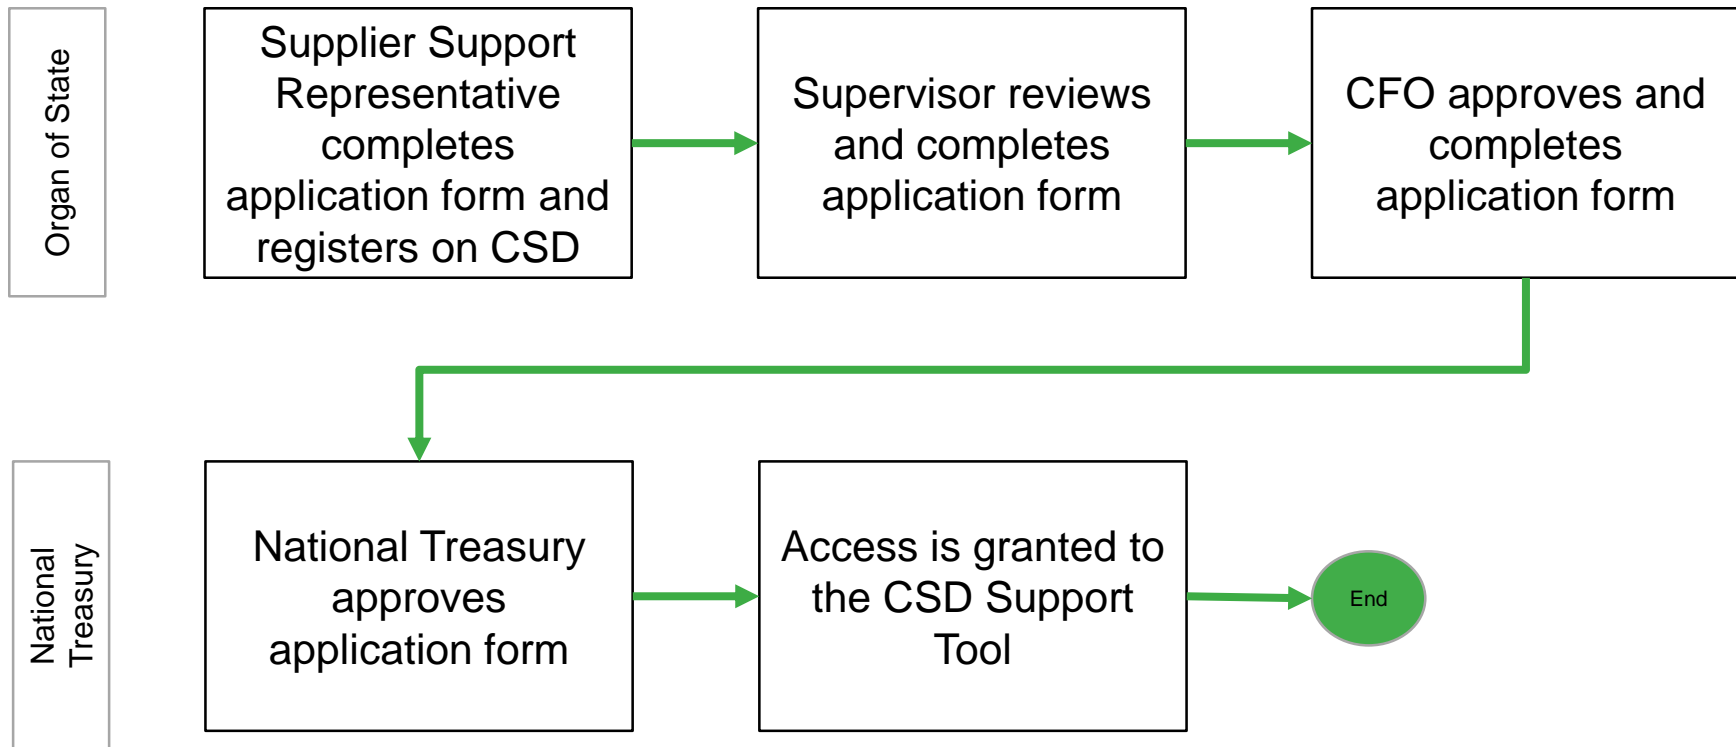 Organ of State
Supplier Support
Representative
completes
application form and
registers on CSD
Supervisor reviews
and completes
application form
CFO approves and
completes
application form
National
Treasury
National Treasury
approves
application form
Access is granted to
the CSD Support
Tool
End